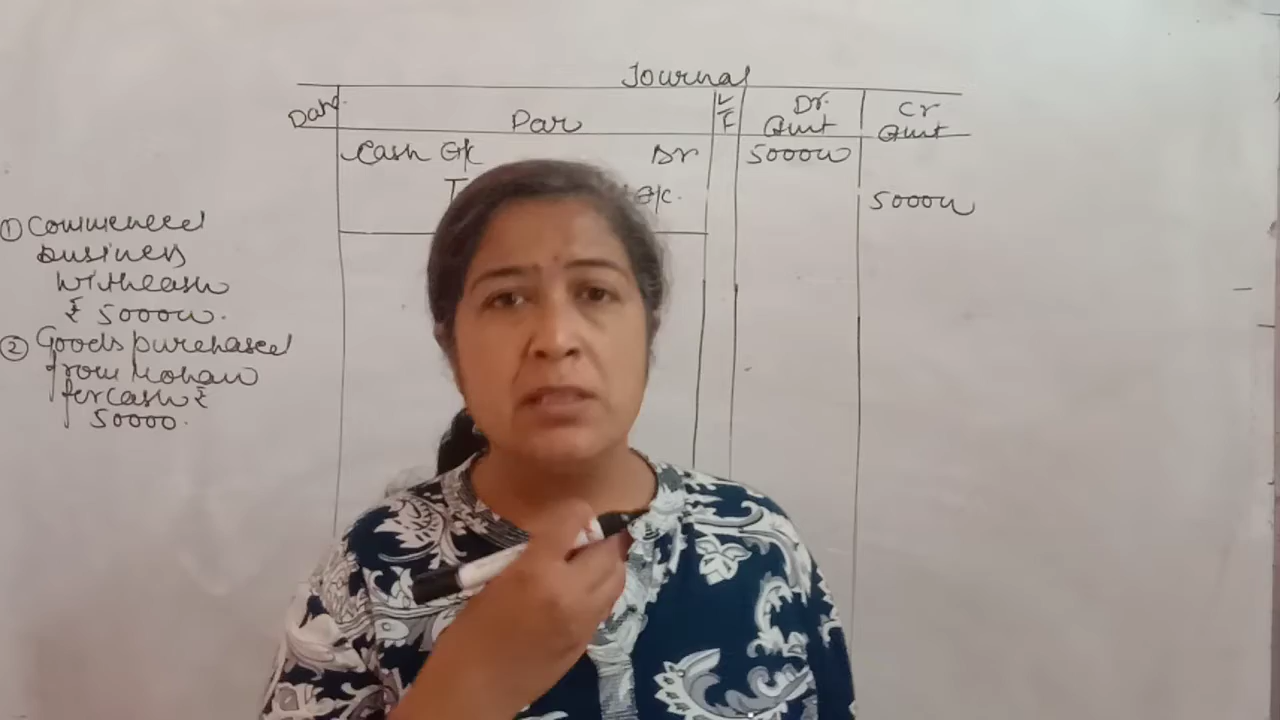 Journal
Date Par L/F Dr. Amt Cr Amt
Cash A/c Dr 50000
A/c. 50000
① Commenced
business
with cash
₹ 50000.
② Goods purchased
from Mohan
for cash ₹
50000.